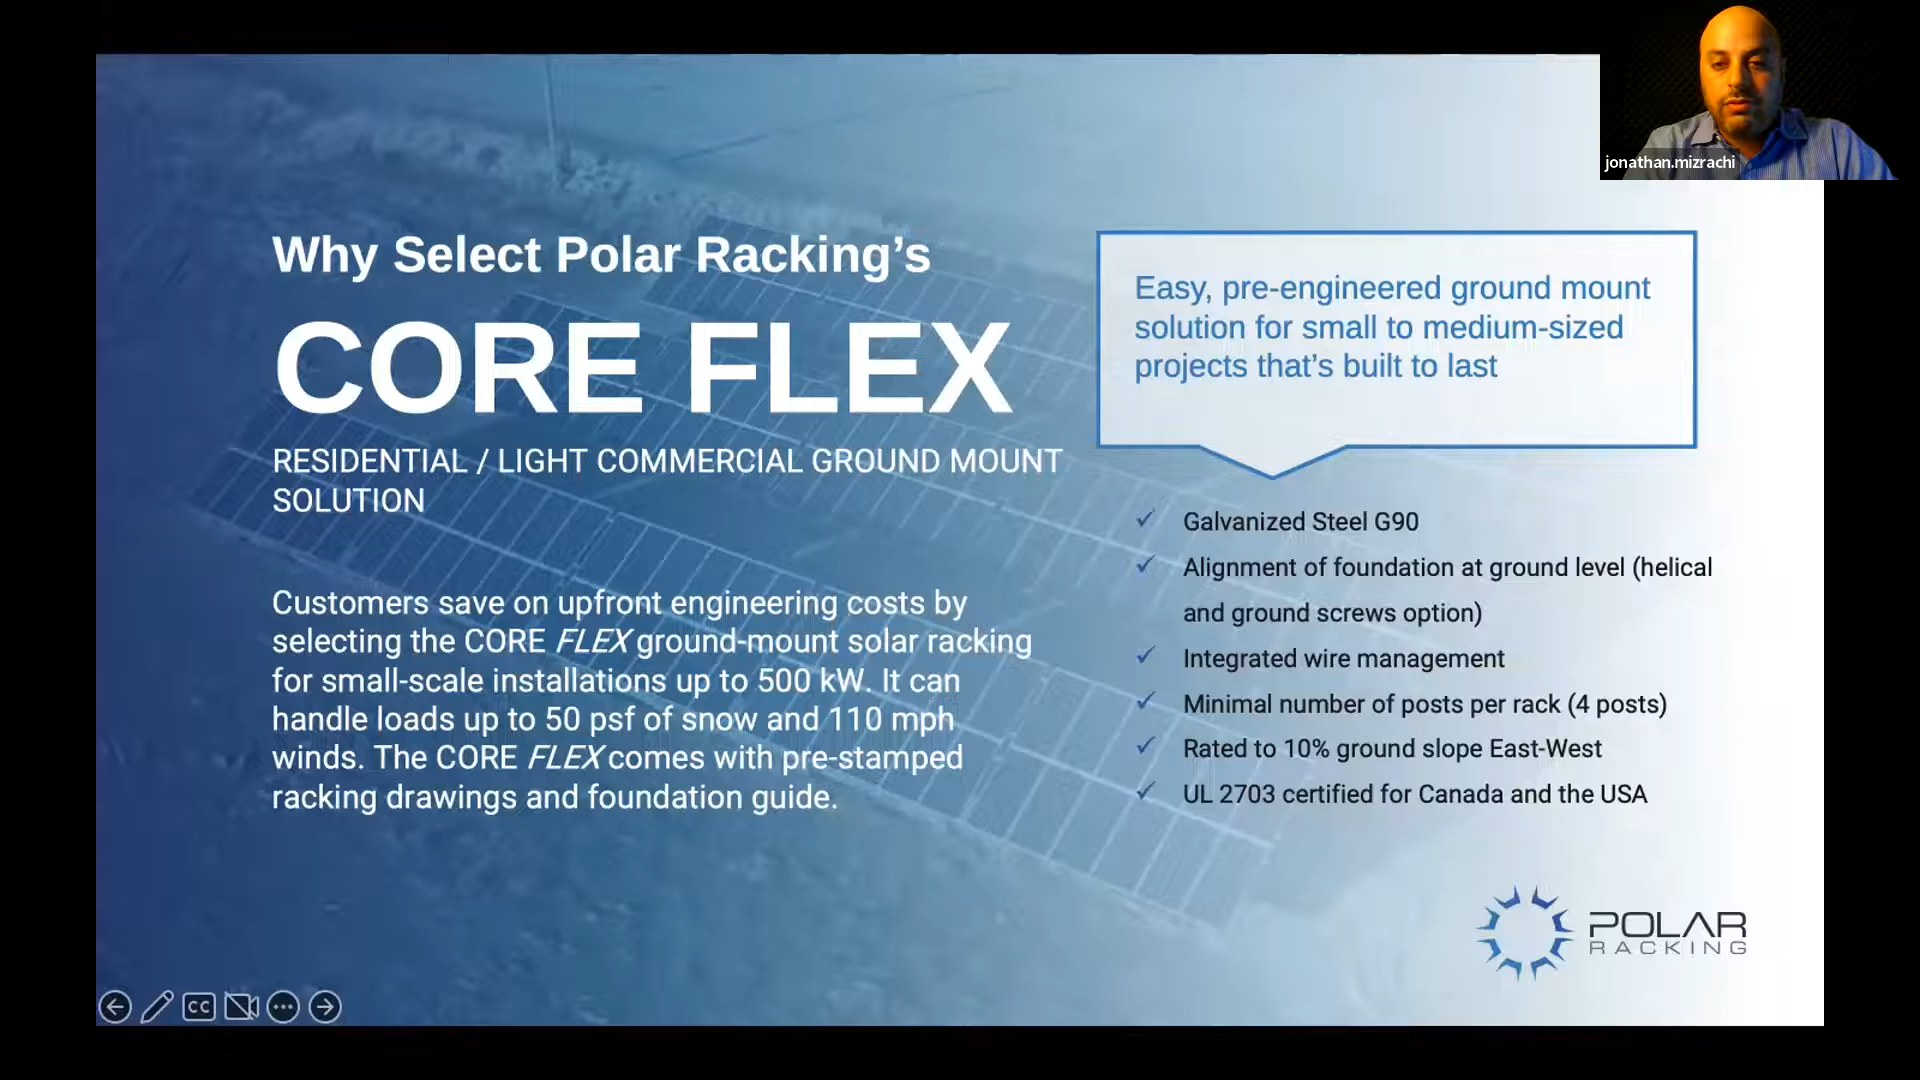 jonathan.mizrachi
Why Select Polar Racking’s
CORE FLEX
RESIDENTIAL / LIGHT COMMERCIAL GROUND MOUNT
SOLUTION
Customers save on upfront engineering costs by
selecting the CORE FLEX ground-mount solar racking
for small-scale installations up to 500 kW. It can
handle loads up to 50 psf of snow and 110 mph
winds. The CORE FLEX comes with pre-stamped
racking drawings and foundation guide.
Easy, pre-engineered ground mount
solution for small to medium-sized
projects that’s built to last
Galvanized Steel G90
Alignment of foundation at ground level (helical
and ground screws option)
Integrated wire management
Minimal number of posts per rack (4 posts)
Rated to 10% ground slope East-West
UL 2703 certified for Canada and the USA
POLAR
RACKING
CC